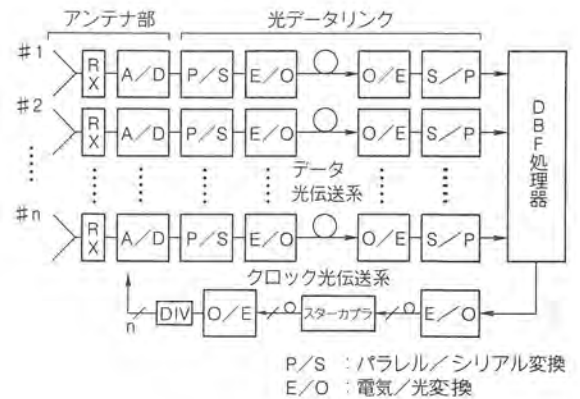 アンテナ部 光データリンク
#1 RX A/D P/S E/O O/E S/P
#2 RX A/D P/S E/O O/E S/P
データ光伝送系
#n RX A/D P/S E/O O/E S/P
DBF処理器
クロック光伝送系
n DIV O/E スターカプラ E/O
P/S :パラレル/シリアル変換
E/O :電気/光変換